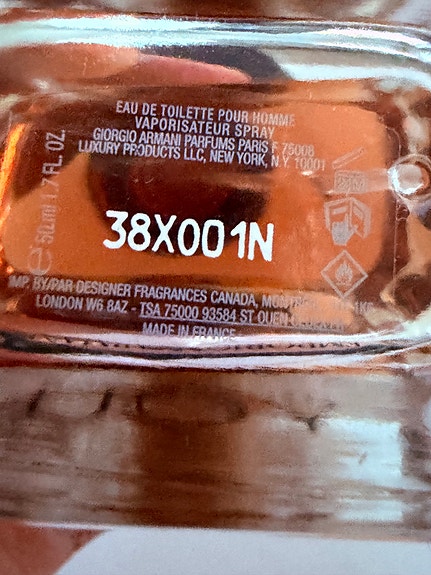 EAU DE TOILETTE POUR HOMME
VAPORISATEUR SPRAY
GIORGIO ARMANI PARFUMS PARIS F 75008
LUXURY PRODUCTS LLC, NEW YORK, N.Y. 10001
e 50ml 1.7 FL. OZ.
38X001N
IMP. BY/PAR DESIGNER FRAGRANCES CANADA,
LONDON W6 8AZ - TSA 75000 93584 ST OUEN
MADE IN FRANCE